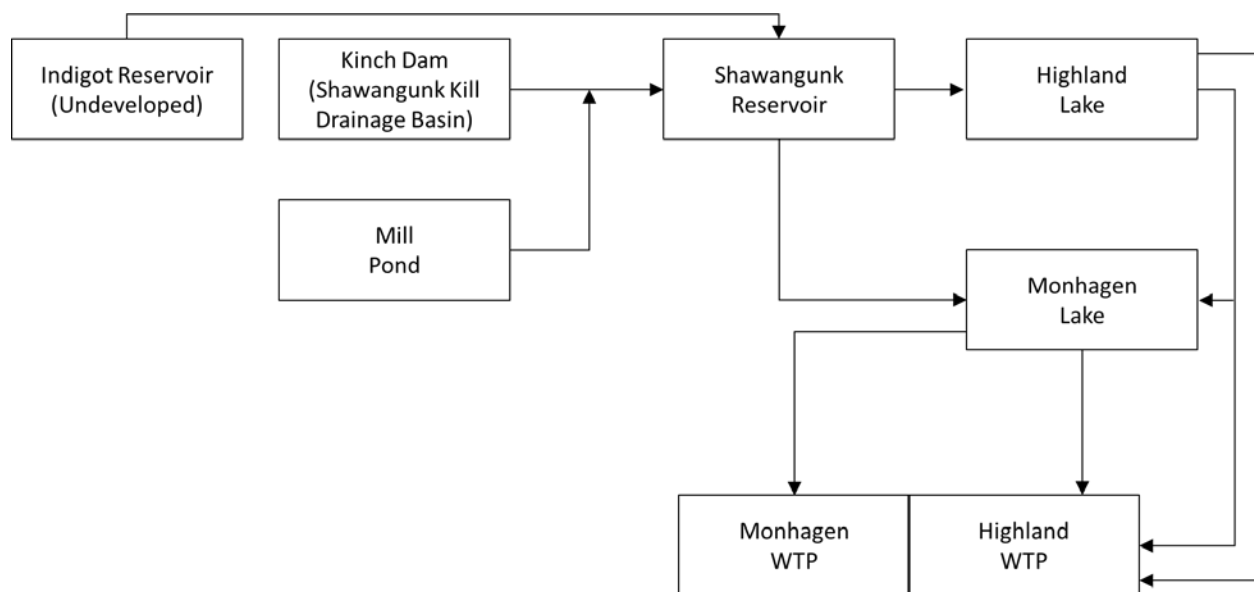 Indigot Reservoir
(Undeveloped)
Kinch Dam
(Shawangunk Kill
Drainage Basin)
Shawangunk
Reservoir
Highland
Lake
Mill
Pond
Monhagen
Lake
Monhagen
WTP
Highland
WTP